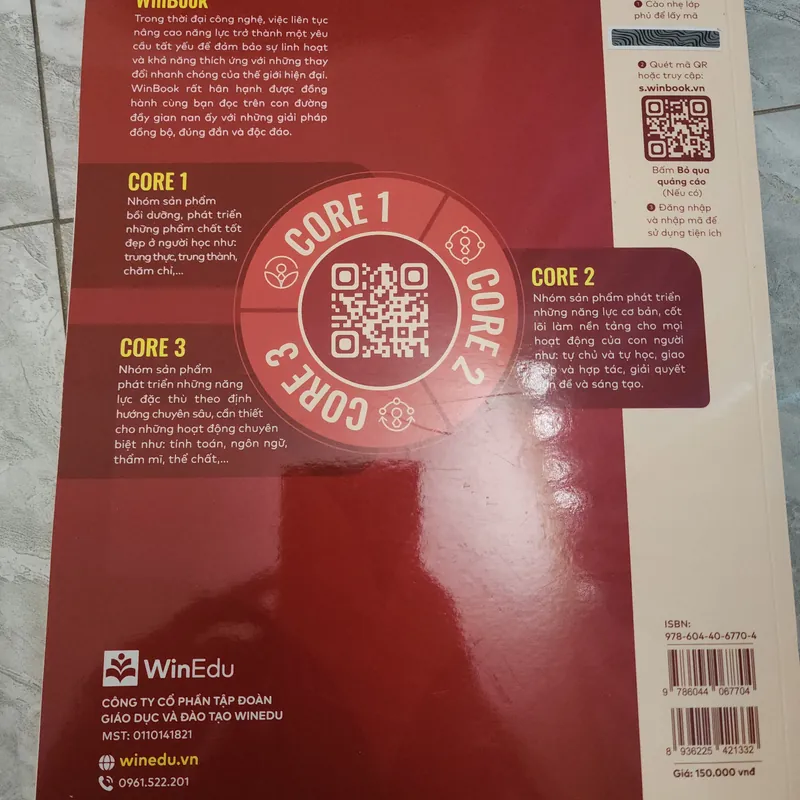 WinBook
Trong thời đại công nghệ, việc liên tục
nâng cao năng lực trở thành một yêu
cầu tất yếu để đảm bảo sự linh hoạt
và khả năng thích ứng với những thay
đổi nhanh chóng của thế giới hiện đại.
WinBook rất hân hạnh được đồng
hành cùng bạn đọc trên con đường
đầy gian nan ấy với những giải pháp
đồng bộ, đúng đắn và độc đáo.
CORE 1
Nhóm sản phẩm
bồi dưỡng, phát triển
những phẩm chất tốt
đẹp ở người học như:
trung thực, trung thành,
chăm chỉ,...
CORE 3
Nhóm sản phẩm
phát triển những năng
lực đặc thù theo định
hướng chuyên sâu, cần thiết
cho những hoạt động chuyên
biệt như: tính toán, ngôn ngữ,
thẩm mĩ, thể chất,...
CORE 1
CORE 2
CORE 3
CORE 2
Nhóm sản phẩm phát triển
những năng lực cơ bản, cốt
lõi làm nền tảng cho mọi
hoạt động của con người
như: tự chủ và tự học, giao
và hợp tác, giải quyết
đề và sáng tạo.
1 Cào nhẹ lớp
phủ để lấy mã
2 Quét mã QR
hoặc truy cập:
s.winbook.vn
Bấm Bỏ qua
quảng cáo
(Nếu có)
3 Đăng nhập
và nhập mã để
sử dụng tiện ích
WinEdu
CÔNG TY CỔ PHẦN TẬP ĐOÀN
GIÁO DỤC VÀ ĐÀO TẠO WINEDU
MST: 0110141821
winedu.vn
0961.522.201
ISBN:
978-604-40-6770-4
9 786044 067704
8 936225 421332
Giá: 150.000 vnđ